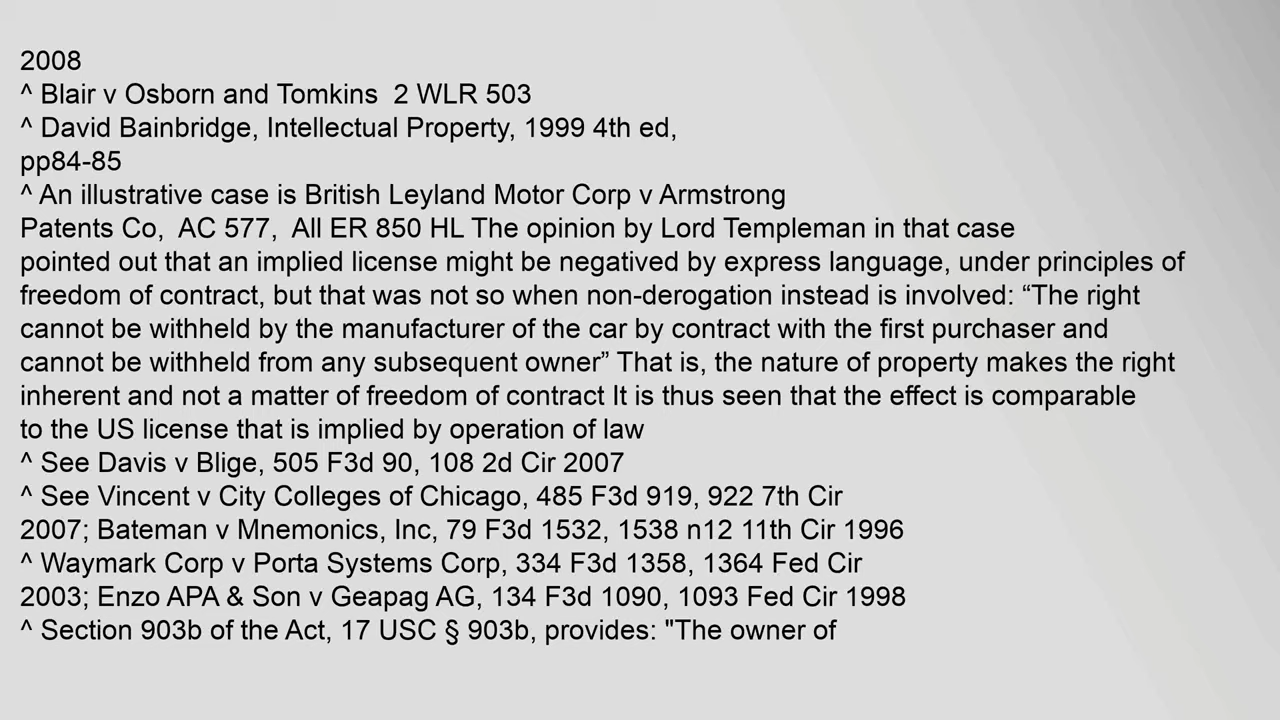 2008
^ Blair v Osborn and Tomkins  2 WLR 503
^ David Bainbridge, Intellectual Property, 1999 4th ed,
pp84-85
^ An illustrative case is British Leyland Motor Corp v Armstrong
Patents Co,  AC 577,  All ER 850 HL The opinion by Lord Templeman in that case
pointed out that an implied license might be negatived by express language, under principles of
freedom of contract, but that was not so when non-derogation instead is involved: “The right
cannot be withheld by the manufacturer of the car by contract with the first purchaser and
cannot be withheld from any subsequent owner” That is, the nature of property makes the right
inherent and not a matter of freedom of contract It is thus seen that the effect is comparable
to the US license that is implied by operation of law
^ See Davis v Blige, 505 F3d 90, 108 2d Cir 2007
^ See Vincent v City Colleges of Chicago, 485 F3d 919, 922 7th Cir
2007; Bateman v Mnemonics, Inc, 79 F3d 1532, 1538 n12 11th Cir 1996
^ Waymark Corp v Porta Systems Corp, 334 F3d 1358, 1364 Fed Cir
2003; Enzo APA & Son v Geapag AG, 134 F3d 1090, 1093 Fed Cir 1998
^ Section 903b of the Act, 17 USC § 903b, provides: "The owner of